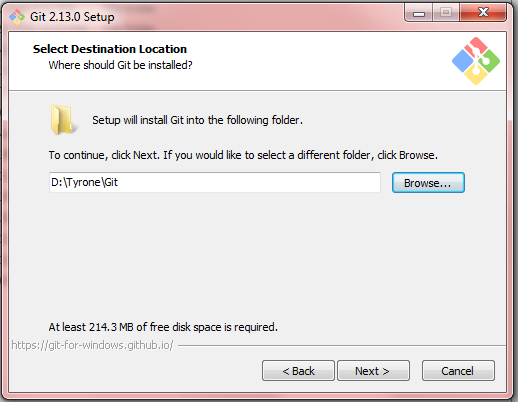 Git 2.13.0 Setup
Select Destination Location
Where should Git be installed?
Setup will install Git into the following folder.
To continue, click Next. If you would like to select a different folder, click Browse.
D:\Tyrone\Git
Browse...
At least 214.3 MB of free disk space is required.
https://git-for-windows.github.io/
< Back
Next >
Cancel